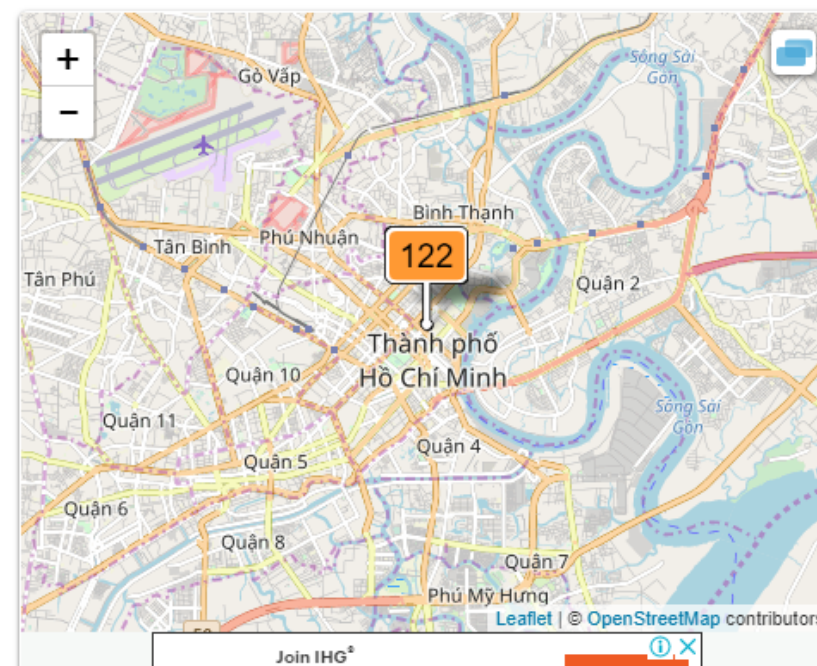 +
Gò Vấp
Sông Sài
Gòn
−
Bình Thạnh
Tân Bình
Phú Nhuận
122
Tân Phú
Quận 2
Thành phố
Hồ Chí Minh
Quận 10
Sông Sài
Gòn
Quận 11
Quận 4
Quận 5
Quận 6
Quận 8
Quận 7
Phú Mỹ Hưng
Leaflet | © OpenStreetMap contributors
Join IHG®